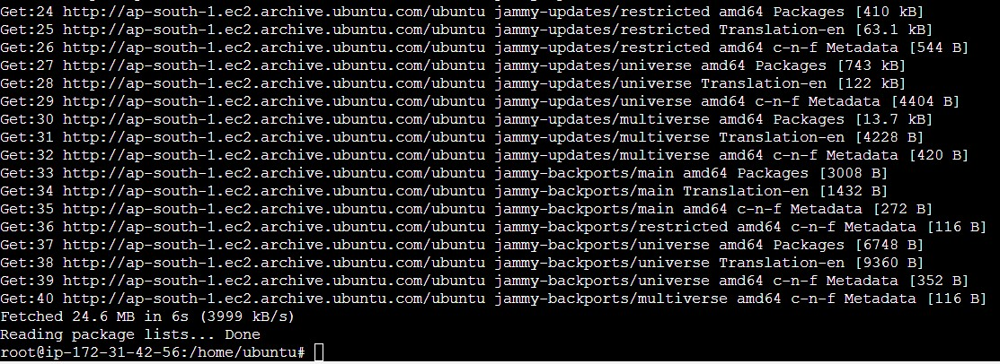 Get:24 http://ap-south-1.ec2.archive.ubuntu.com/ubuntu jammy-updates/restricted amd64 Packages [410 kB]
Get:25 http://ap-south-1.ec2.archive.ubuntu.com/ubuntu jammy-updates/restricted Translation-en [63.1 kB]
Get:26 http://ap-south-1.ec2.archive.ubuntu.com/ubuntu jammy-updates/restricted amd64 c-n-f Metadata [544 B]
Get:27 http://ap-south-1.ec2.archive.ubuntu.com/ubuntu jammy-updates/universe amd64 Packages [743 kB]
Get:28 http://ap-south-1.ec2.archive.ubuntu.com/ubuntu jammy-updates/universe Translation-en [122 kB]
Get:29 http://ap-south-1.ec2.archive.ubuntu.com/ubuntu jammy-updates/universe amd64 c-n-f Metadata [4404 B]
Get:30 http://ap-south-1.ec2.archive.ubuntu.com/ubuntu jammy-updates/multiverse amd64 Packages [13.7 kB]
Get:31 http://ap-south-1.ec2.archive.ubuntu.com/ubuntu jammy-updates/multiverse Translation-en [4228 B]
Get:32 http://ap-south-1.ec2.archive.ubuntu.com/ubuntu jammy-updates/multiverse amd64 c-n-f Metadata [420 B]
Get:33 http://ap-south-1.ec2.archive.ubuntu.com/ubuntu jammy-backports/main amd64 Packages [3008 B]
Get:34 http://ap-south-1.ec2.archive.ubuntu.com/ubuntu jammy-backports/main Translation-en [1432 B]
Get:35 http://ap-south-1.ec2.archive.ubuntu.com/ubuntu jammy-backports/main amd64 c-n-f Metadata [272 B]
Get:36 http://ap-south-1.ec2.archive.ubuntu.com/ubuntu jammy-backports/restricted amd64 c-n-f Metadata [116 B]
Get:37 http://ap-south-1.ec2.archive.ubuntu.com/ubuntu jammy-backports/universe amd64 Packages [6748 B]
Get:38 http://ap-south-1.ec2.archive.ubuntu.com/ubuntu jammy-backports/universe Translation-en [9360 B]
Get:39 http://ap-south-1.ec2.archive.ubuntu.com/ubuntu jammy-backports/universe amd64 c-n-f Metadata [352 B]
Get:40 http://ap-south-1.ec2.archive.ubuntu.com/ubuntu jammy-backports/multiverse amd64 c-n-f Metadata [116 B]
Fetched 24.6 MB in 6s (3999 kB/s)
Reading package lists... Done
root@ip-172-31-42-56:/home/ubuntu#